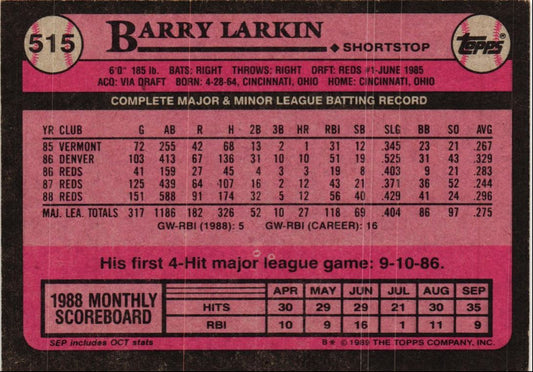 515
BARRY LARKIN
SHORTSTOP
topps®
6'0" 185 lb. BATS: RIGHT THROWS: RIGHT DRFT: REDS #1-JUNE 1985
ACQ: VIA DRAFT BORN: 4-28-64, CINCINNATI, OHIO HOME: CINCINNATI, OHIO
COMPLETE MAJOR & MINOR LEAGUE BATTING RECORD
YR CLUB G AB R H 2B 3B HR RBI SB SLG BB SO AVG
85 VERMONT 72 255 42 68 13 2 1 31 12 .345 23 21 .267
86 DENVER 103 413 67 136 31 10 10 51 19 .525 31 43 .329
86 REDS 41 159 27 45 4 3 3 19 8 .403 9 21 .283
87 REDS 125 439 64 107 16 2 12 43 21 .371 36 52 .244
88 REDS 151 588 91 174 32 5 12 56 40 .429 41 24 .296
MAJ. LEA. TOTALS 317 1186 182 326 52 10 27 118 69 .404 86 97 .275
GW-RBI (1988): 5 GW-RBI (CAREER): 16
His first 4-Hit major league game: 9-10-86.
1988 MONTHLY SCOREBOARD
APR MAY JUN JUL AUG SEP
HITS 30 29 29 21 30 35
RBI 10 9 16 1 11 9
SEP includes OCT stats
B* © 1989 THE TOPPS COMPANY, INC.